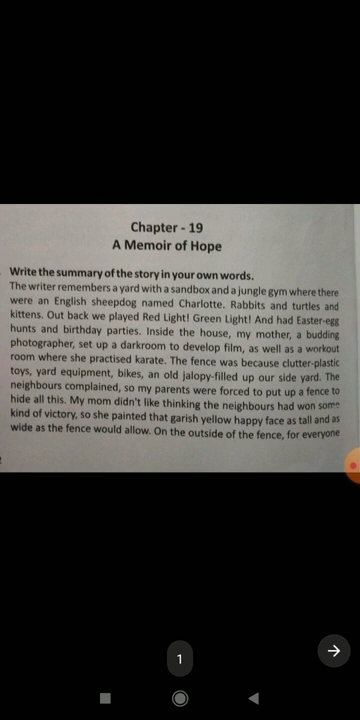 Chapter - 19
A Memoir of Hope
Write the summary of the story in your own words.
The writer remembers a yard with a sandbox and a jungle gym where there
were an English sheepdog named Charlotte. Rabbits and turtles and
kittens. Out back we played Red Light! Green Light! And had Easter-egg
hunts and birthday parties. Inside the house, my mother, a budding
photographer, set up a darkroom to develop film, as well as a workout
room where she practised karate. The fence was because clutter-plastic
toys, yard equipment, bikes, an old jalopy-filled up our side yard. The
neighbours complained, so my parents were forced to put up a fence to
hide all this. My mom didn't like thinking the neighbours had won some
kind of victory, so she painted that garish yellow happy face as tall and as
wide as the fence would allow. On the outside of the fence, for everyone
1